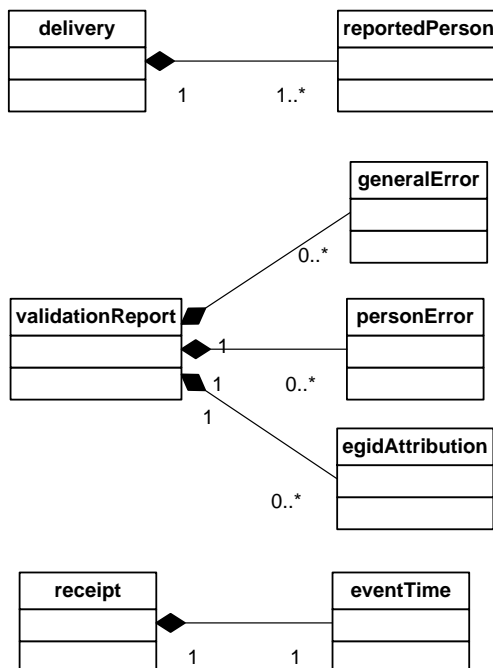 delivery
reportedPerson
1
1..*
generalError
0..*
validationReport
personError
1
1
0..*
1
egidAttribution
0..*
receipt
eventTime
1
1